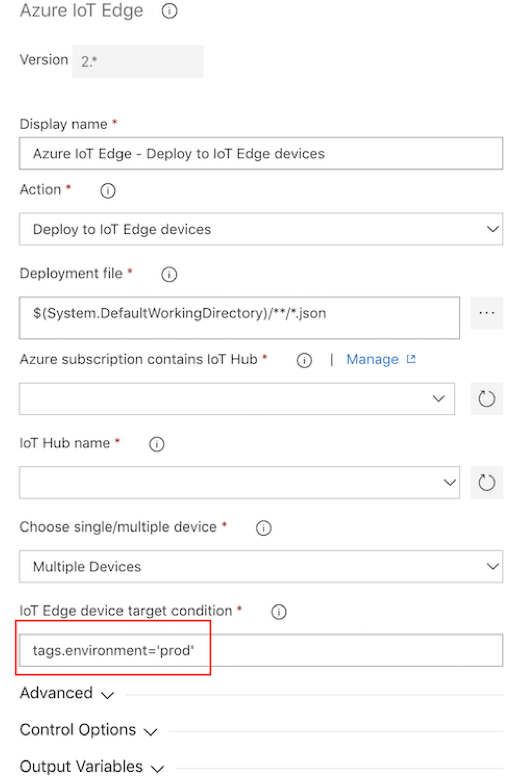 Azure IoT Edge
Version 2.*
Display name *
Azure IoT Edge - Deploy to IoT Edge devices
Action *
Deploy to IoT Edge devices
Deployment file *
$(System.DefaultWorkingDirectory)/**/*.json
...
Azure subscription contains IoT Hub * | Manage
IoT Hub name *
Choose single/multiple device *
Multiple Devices
IoT Edge device target condition *
tags.environment='prod'
Advanced
Control Options
Output Variables